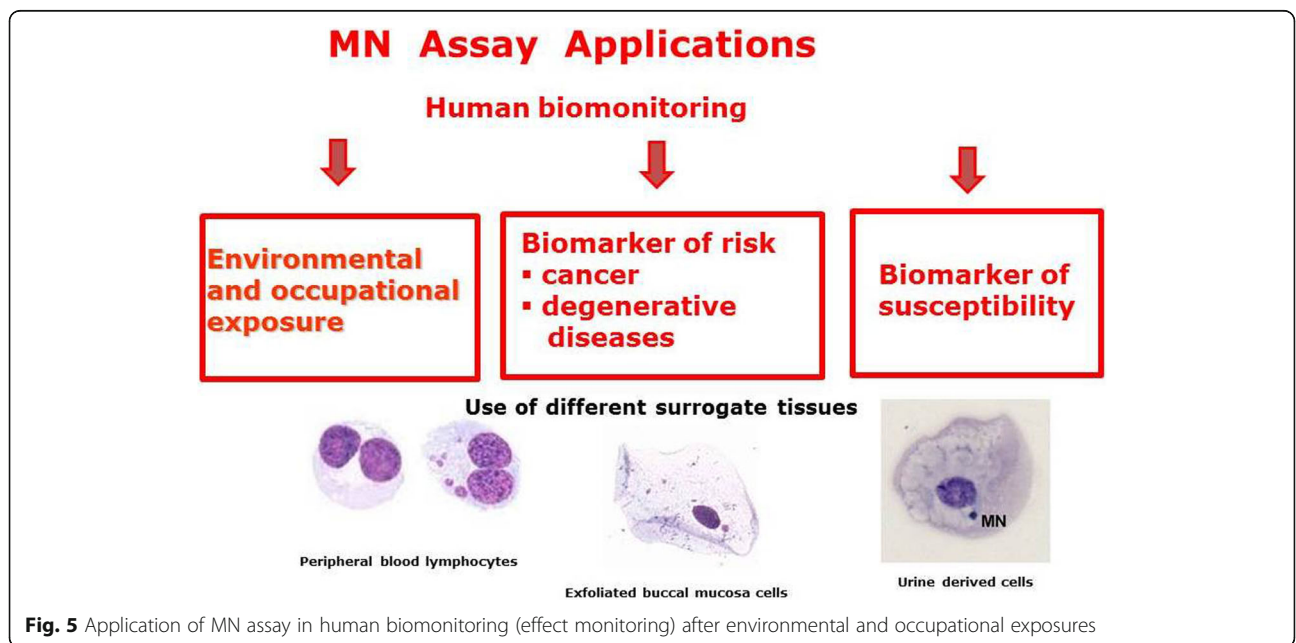 MN Assay Applications
Human biomonitoring
Environmental
and occupational
exposure
Biomarker of risk
▪ cancer
▪ degenerative
diseases
Biomarker of
susceptibility
Use of different surrogate tissues
MN
Peripheral blood lymphocytes
Exfoliated buccal mucosa cells
Urine derived cells
Fig. 5 Application of MN assay in human biomonitoring (effect monitoring) after environmental and occupational exposures